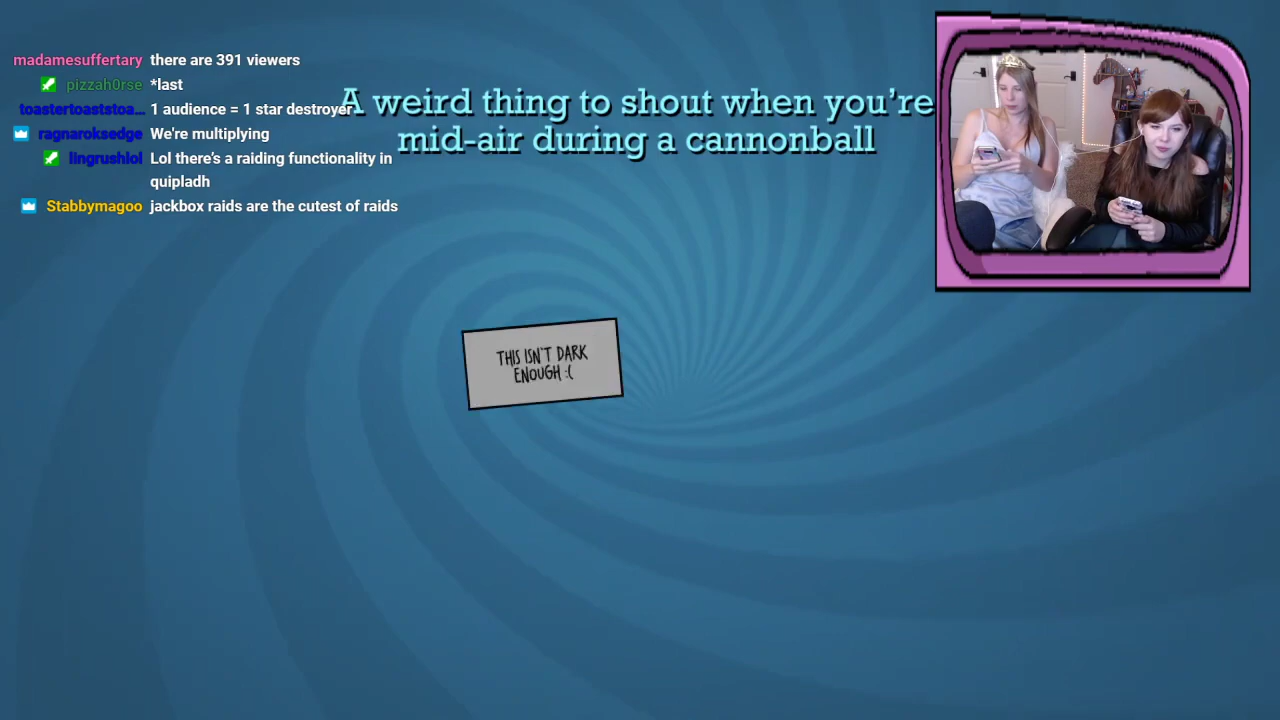 madamesuffertary there are 391 viewers
pizzah0rse *last
toastertoaststoa... 1 audience = 1 star destroyer
ragnaroksedge We're multiplying
lingrushlol Lol there's a raiding functionality in
quipladh
Stabbymagoo jackbox raids are the cutest of raids
A weird thing to shout when you're
mid-air during a cannonball
THIS ISN'T DARK
ENOUGH :(